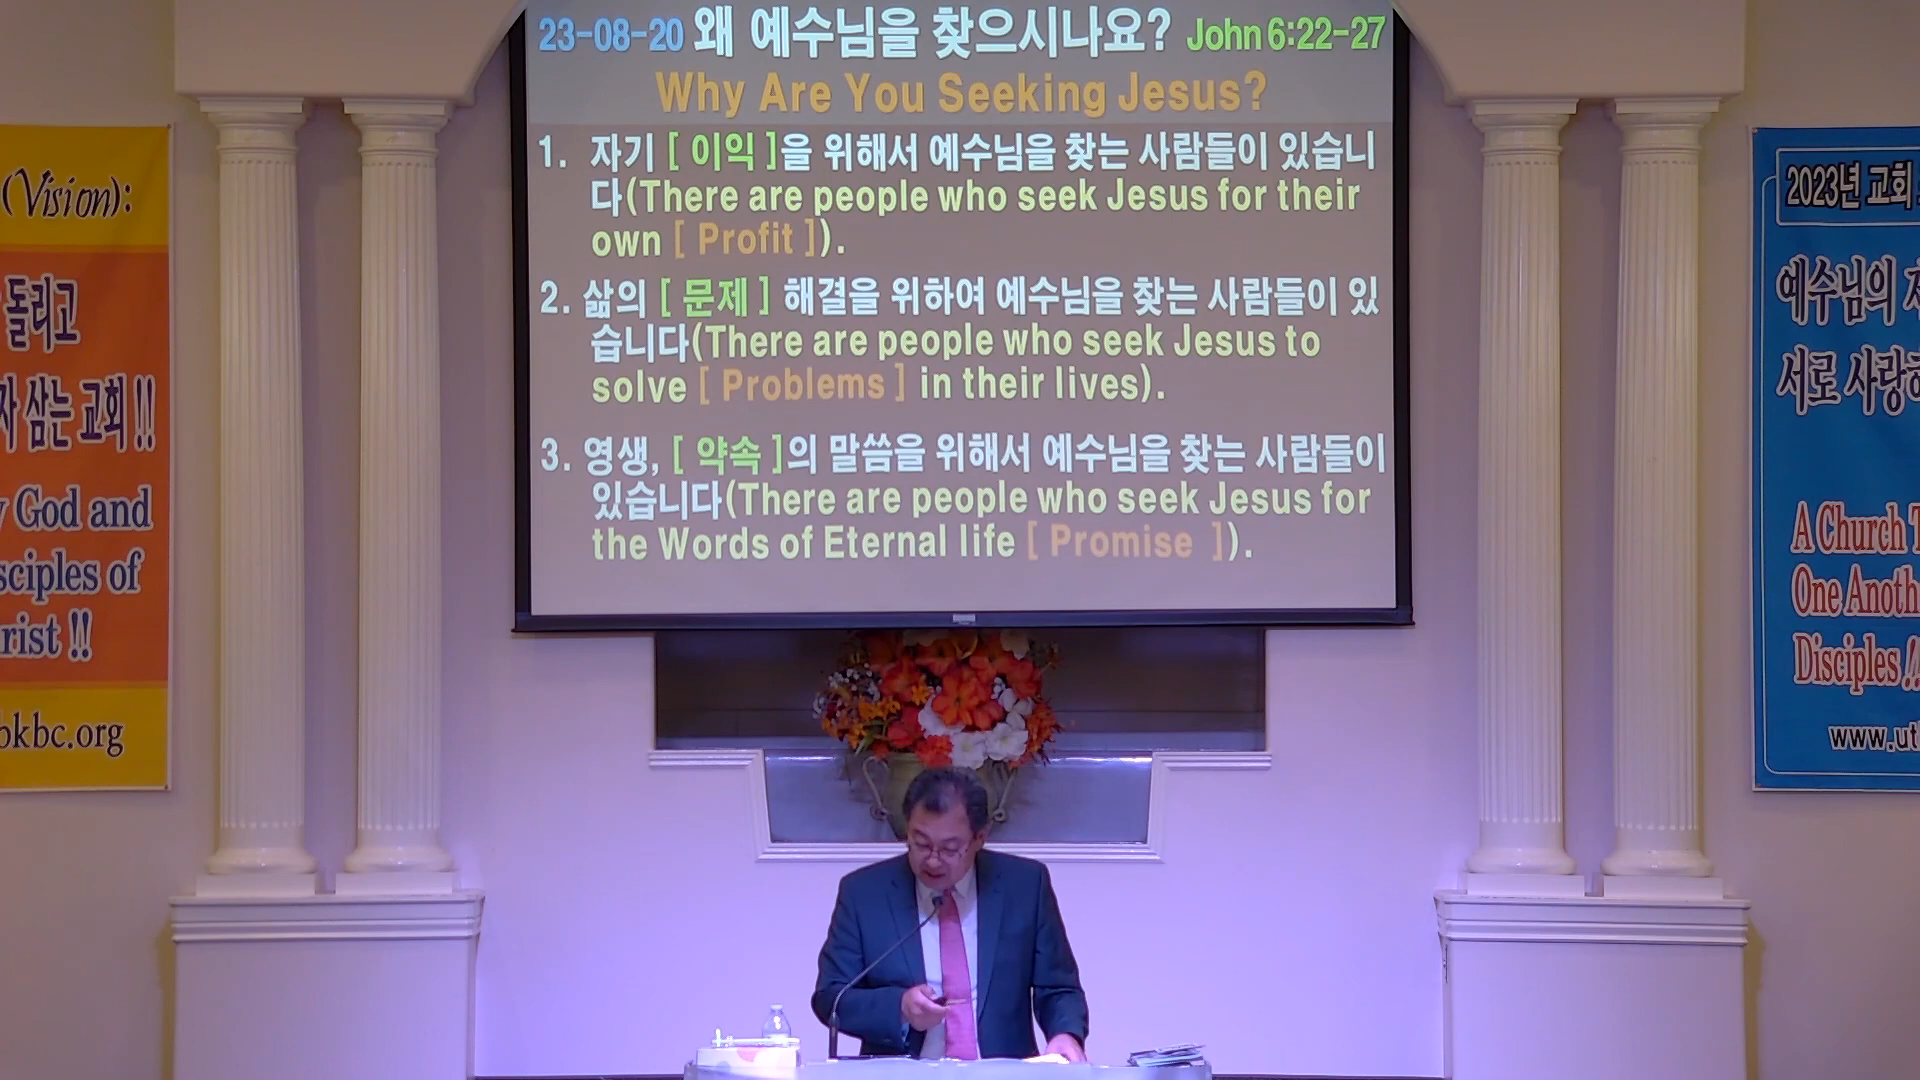 23-08-20 왜 예수님을 찾으시나요? John 6:22-27
Why Are You Seeking Jesus?
1. 자기 [ 이익 ]을 위해서 예수님을 찾는 사람들이 있습니
다(There are people who seek Jesus for their
own [ Profit ]).
2. 삶의 [ 문제 ] 해결을 위하여 예수님을 찾는 사람들이 있
습니다(There are people who seek Jesus to
solve [ Problems ] in their lives).
3. 영생, [ 약속 ]의 말씀을 위해서 예수님을 찾는 사람들이
있습니다(There are people who seek Jesus for
the Words of Eternal life [ Promise ]).
(Vision):
돌리고
삼는 교회 !!
God and
sciples of
rist !!
bkbc.org
2023년 교회
예수님의
서로 사랑하
A Church T
One Anoth
Disciples !!
www.ut